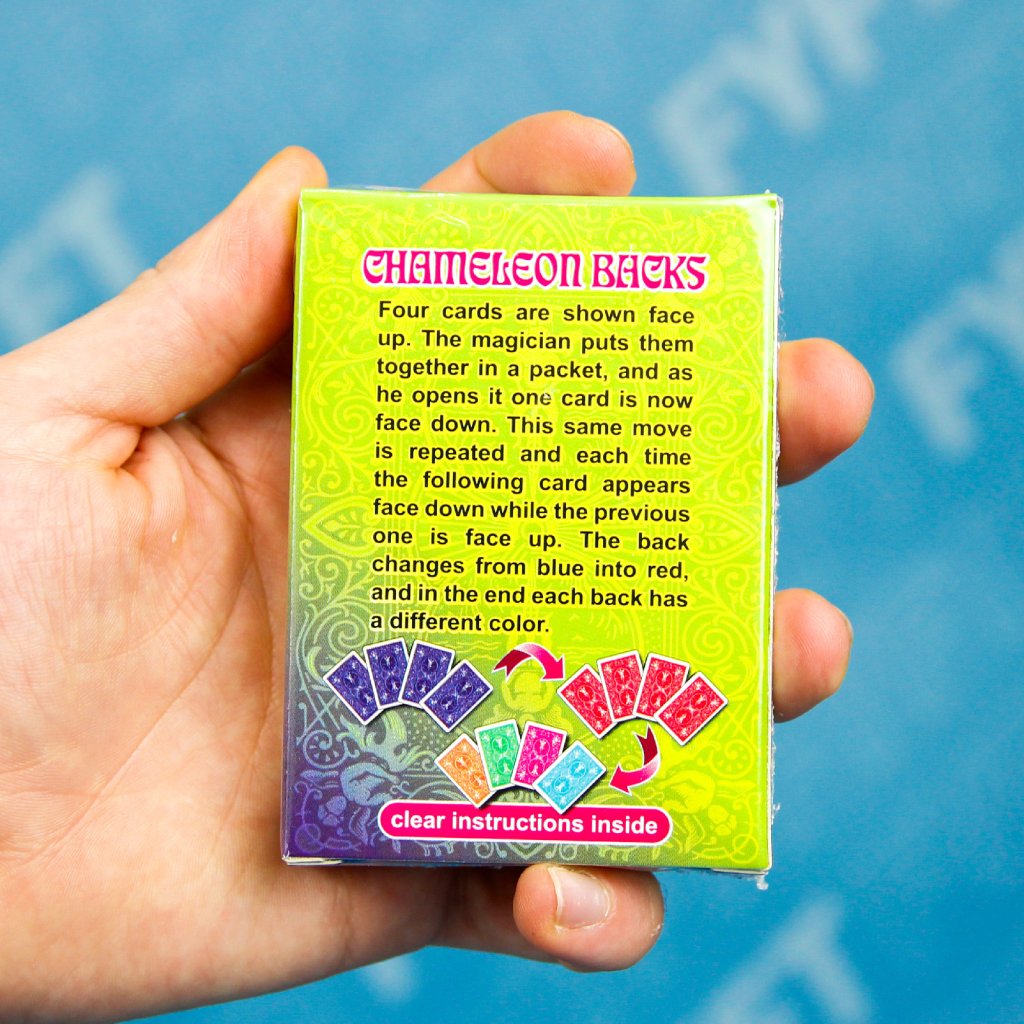 CHAMELEON BACKS
Four cards are shown face
up. The magician puts them
together in a packet, and as
he opens it one card is now
face down. This same move
is repeated and each time
the following card appears
face down while the previous
one is face up. The back
changes from blue into red,
and in the end each back has
a different color.
clear instructions inside